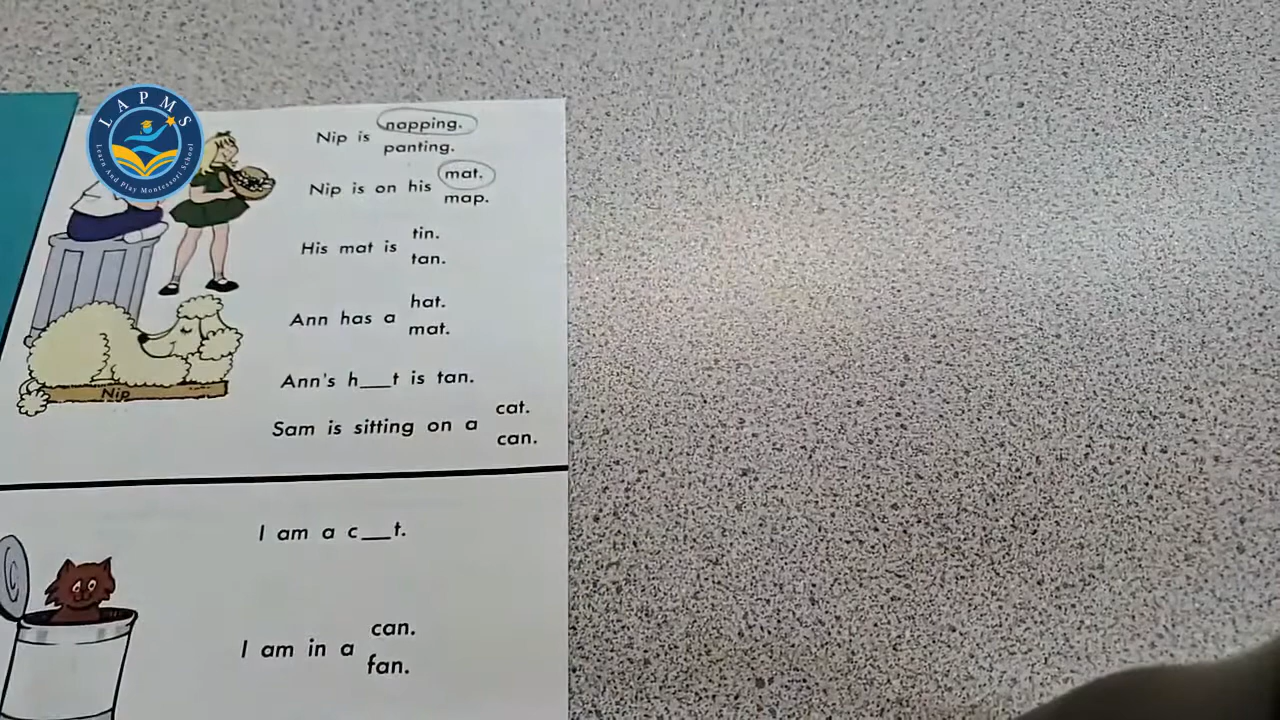 LAPMS
Learn And Play Montessori School
Nip is napping.
panting.
Nip is on his mat.
map.
His mat is tin.
tan.
Ann has a hat.
mat.
Ann's h__t is tan.
Sam is sitting on a cat.
can.
Nip
I am a c__t.
I am in a can.
fan.